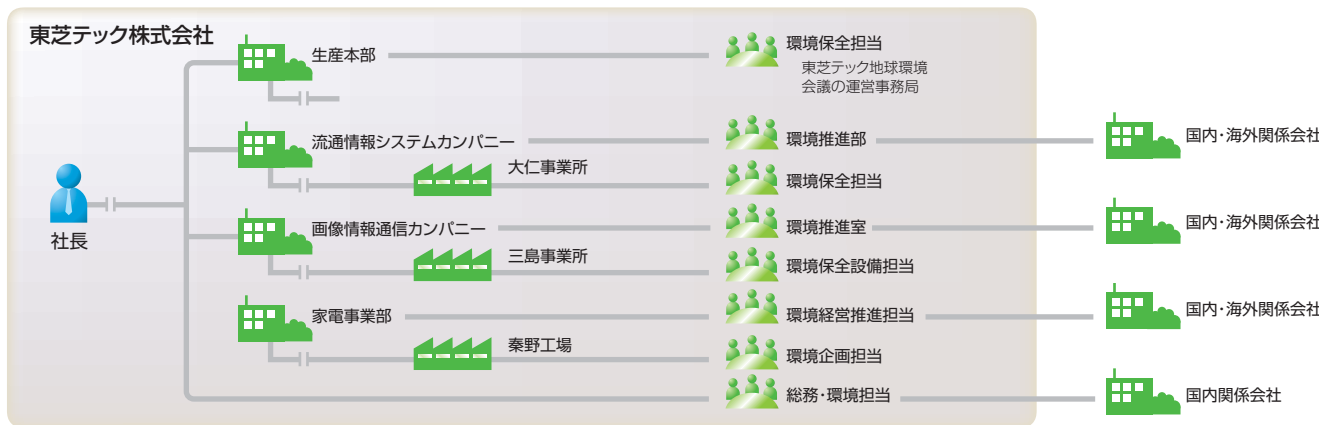 東芝テック株式会社
生産本部
環境保全担当
東芝テック地球環境
会議の運営事務局
流通情報システムカンパニー
環境推進部
国内・海外関係会社
大仁事業所
環境保全担当
社長
画像情報通信カンパニー
環境推進室
国内・海外関係会社
三島事業所
環境保全設備担当
家電事業部
環境経営推進担当
国内・海外関係会社
秦野工場
環境企画担当
総務・環境担当
国内関係会社